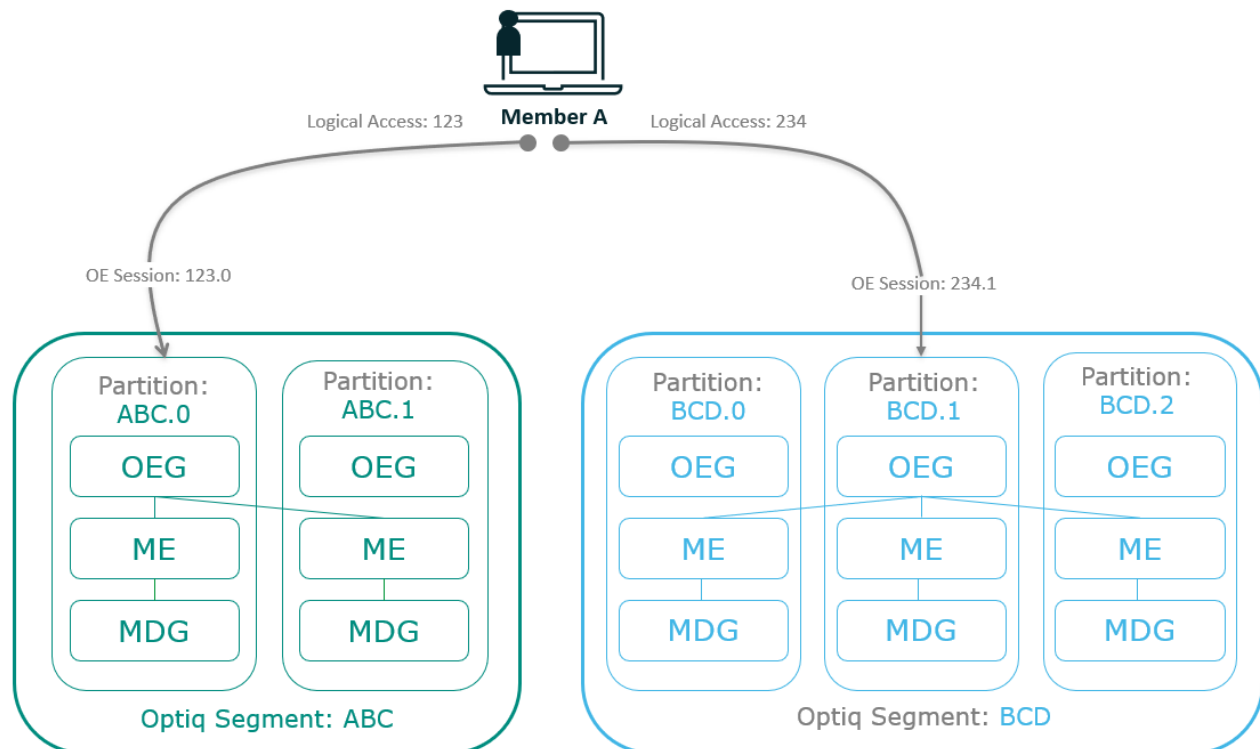 Member A
Logical Access: 123
Logical Access: 234
OE Session: 123.0
OE Session: 234.1
Partition:
ABC.0
OEG
ME
MDG
Partition:
ABC.1
OEG
ME
MDG
Optiq Segment: ABC
Partition:
BCD.0
OEG
ME
MDG
Partition:
BCD.1
OEG
ME
MDG
Partition:
BCD.2
OEG
ME
MDG
Optiq Segment: BCD